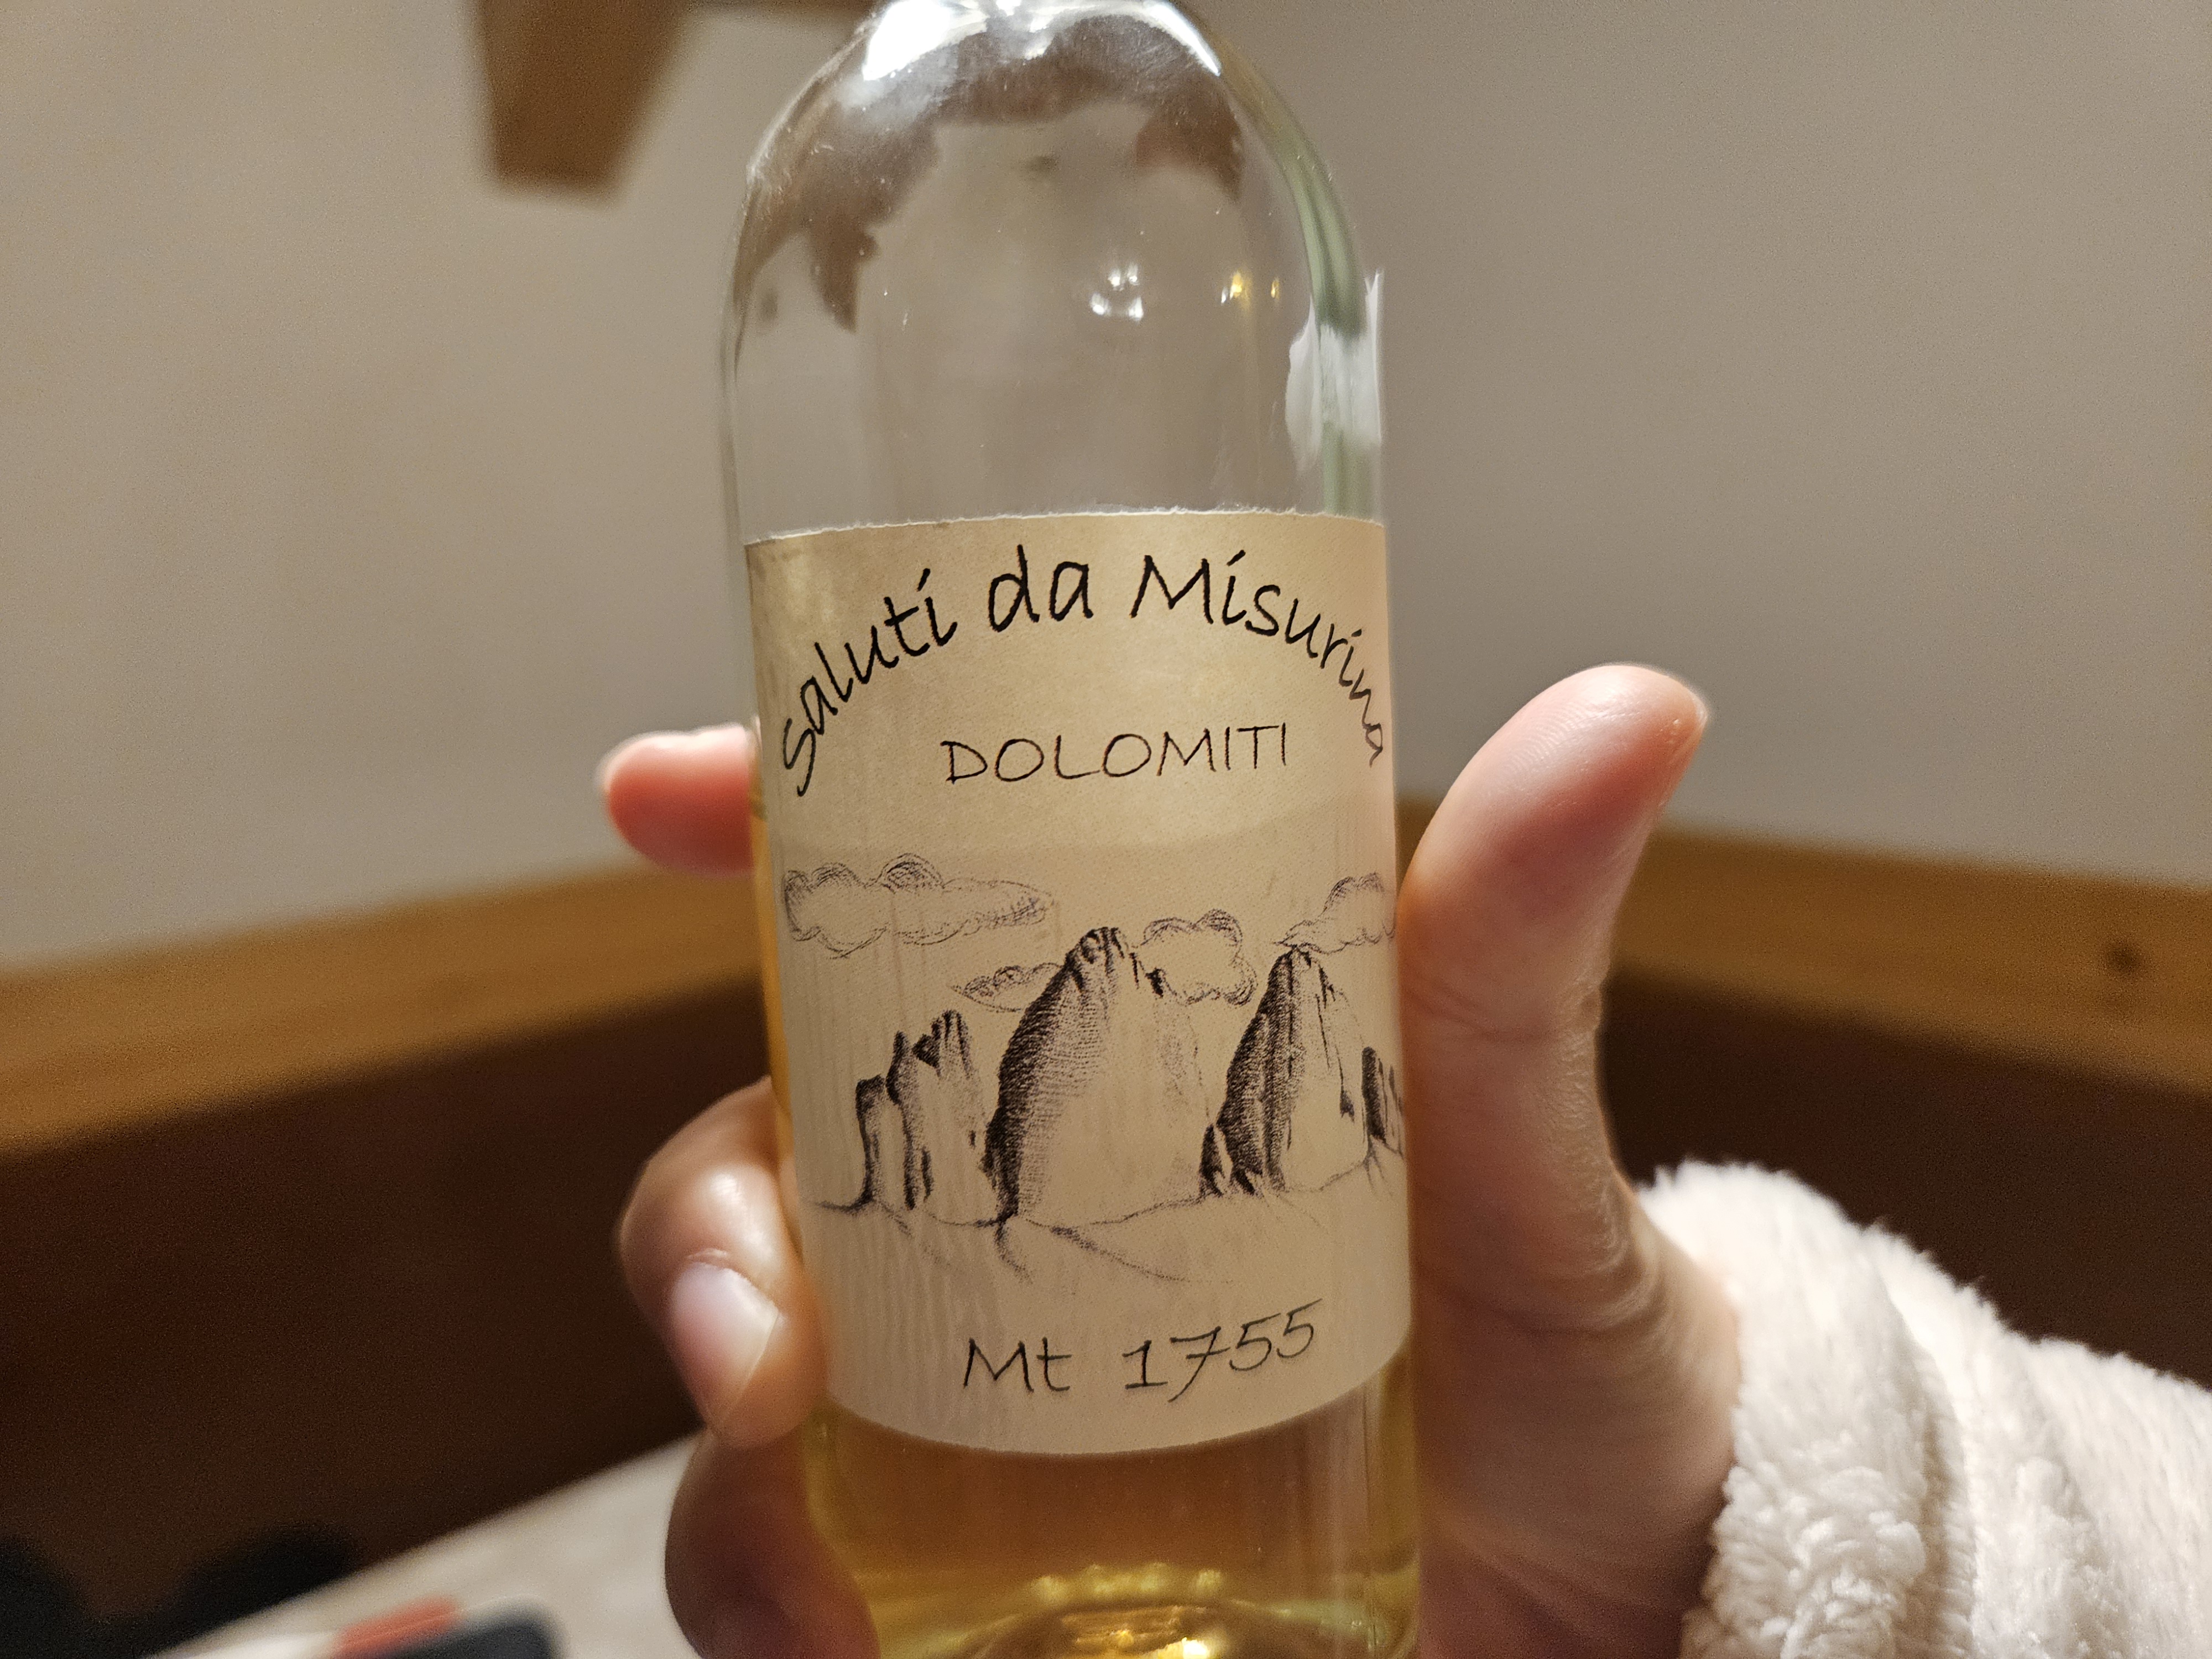 Saluti da Misurina
DOLOMITI
Mt 1755